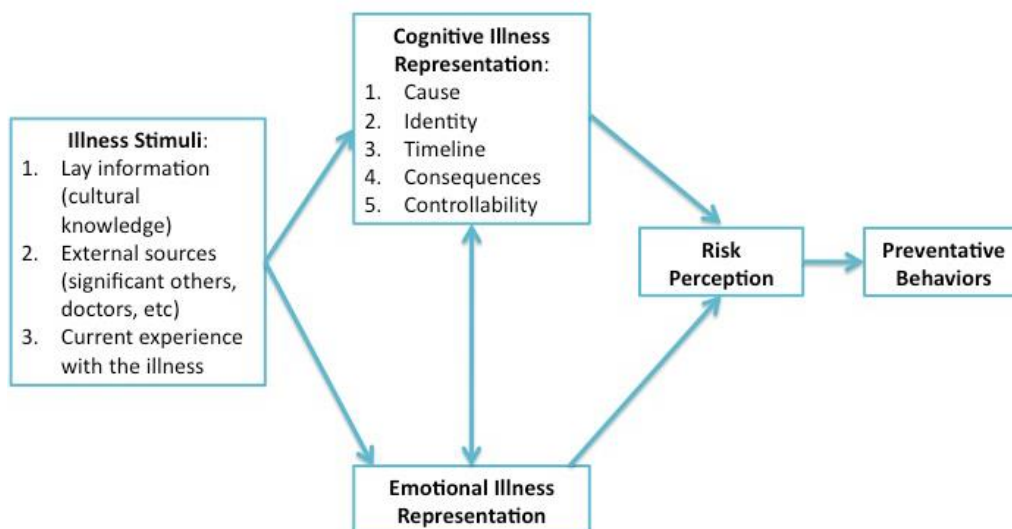 Cognitive Illness
Representation:
1. Cause
2. Identity
3. Timeline
4. Consequences
5. Controllability
Illness Stimuli:
1. Lay information
(cultural
knowledge)
2. External sources
(significant others,
doctors, etc)
3. Current experience
with the illness
Risk
Perception
Preventative
Behaviors
Emotional Illness
Representation